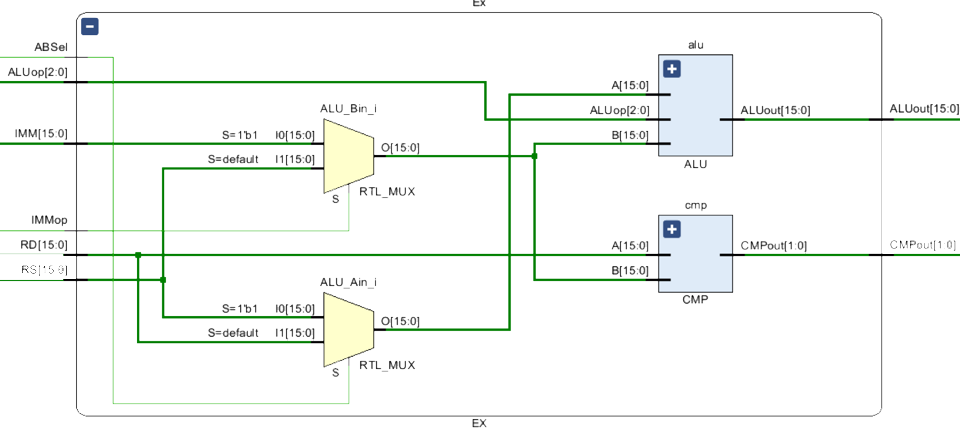 Ex
ABSel
ALUop[2:0]
IMM[15:0]
IMMop
RD[15:0]
RS[15:0]
ALU_Bin_i
S=1'b1 I0[15:0]
S=default I1[15:0]
O[15:0]
S
RTL_MUX
ALU_Ain_i
S=1'b1 I0[15:0]
S=default I1[15:0]
O[15:0]
S
RTL_MUX
alu
A[15:0]
ALUop[2:0]
B[15:0]
ALUout[15:0]
ALU
cmp
A[15:0]
B[15:0]
CMPout[1:0]
CMP
ALUout[15:0]
CMPout[1:0]
EX